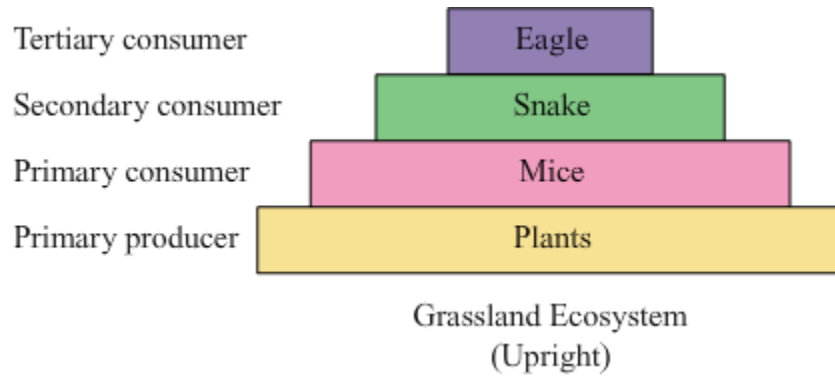 Tertiary consumer Eagle
Secondary consumer Snake
Primary consumer Mice
Primary producer Plants
Grassland Ecosystem
(Upright)